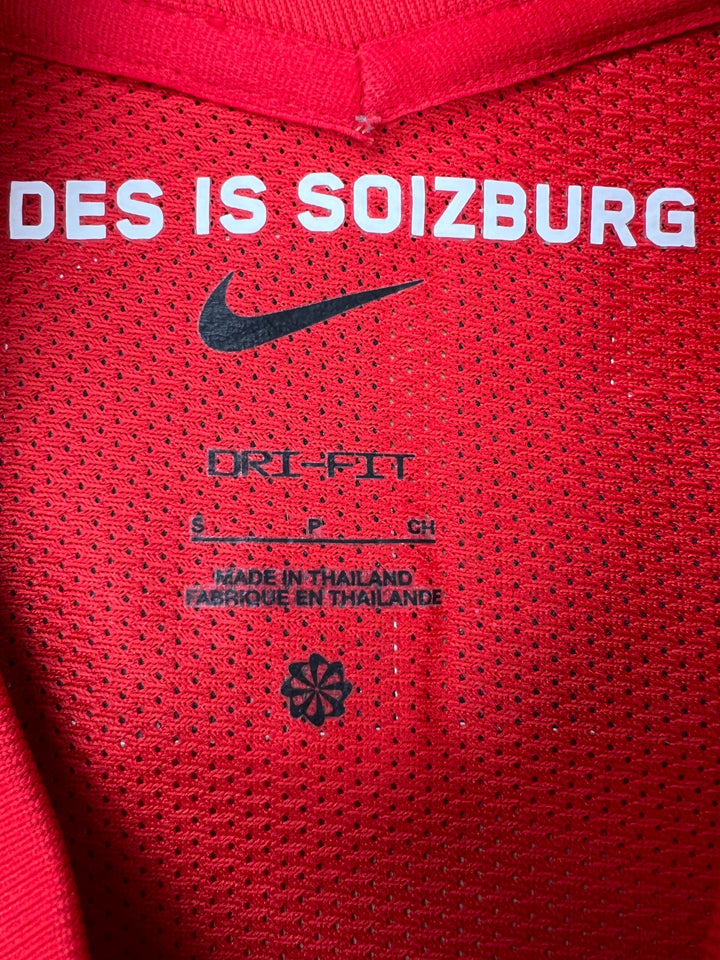 DES IS SOIZBURG
DRI-FIT
S P CH
MADE IN THAILAND
FABRIQUE EN THAILANDE